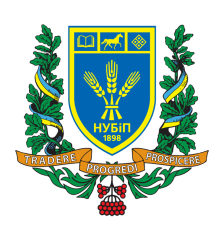 НУБіП
1898
TRADERE PROGREDI PROSPICERE